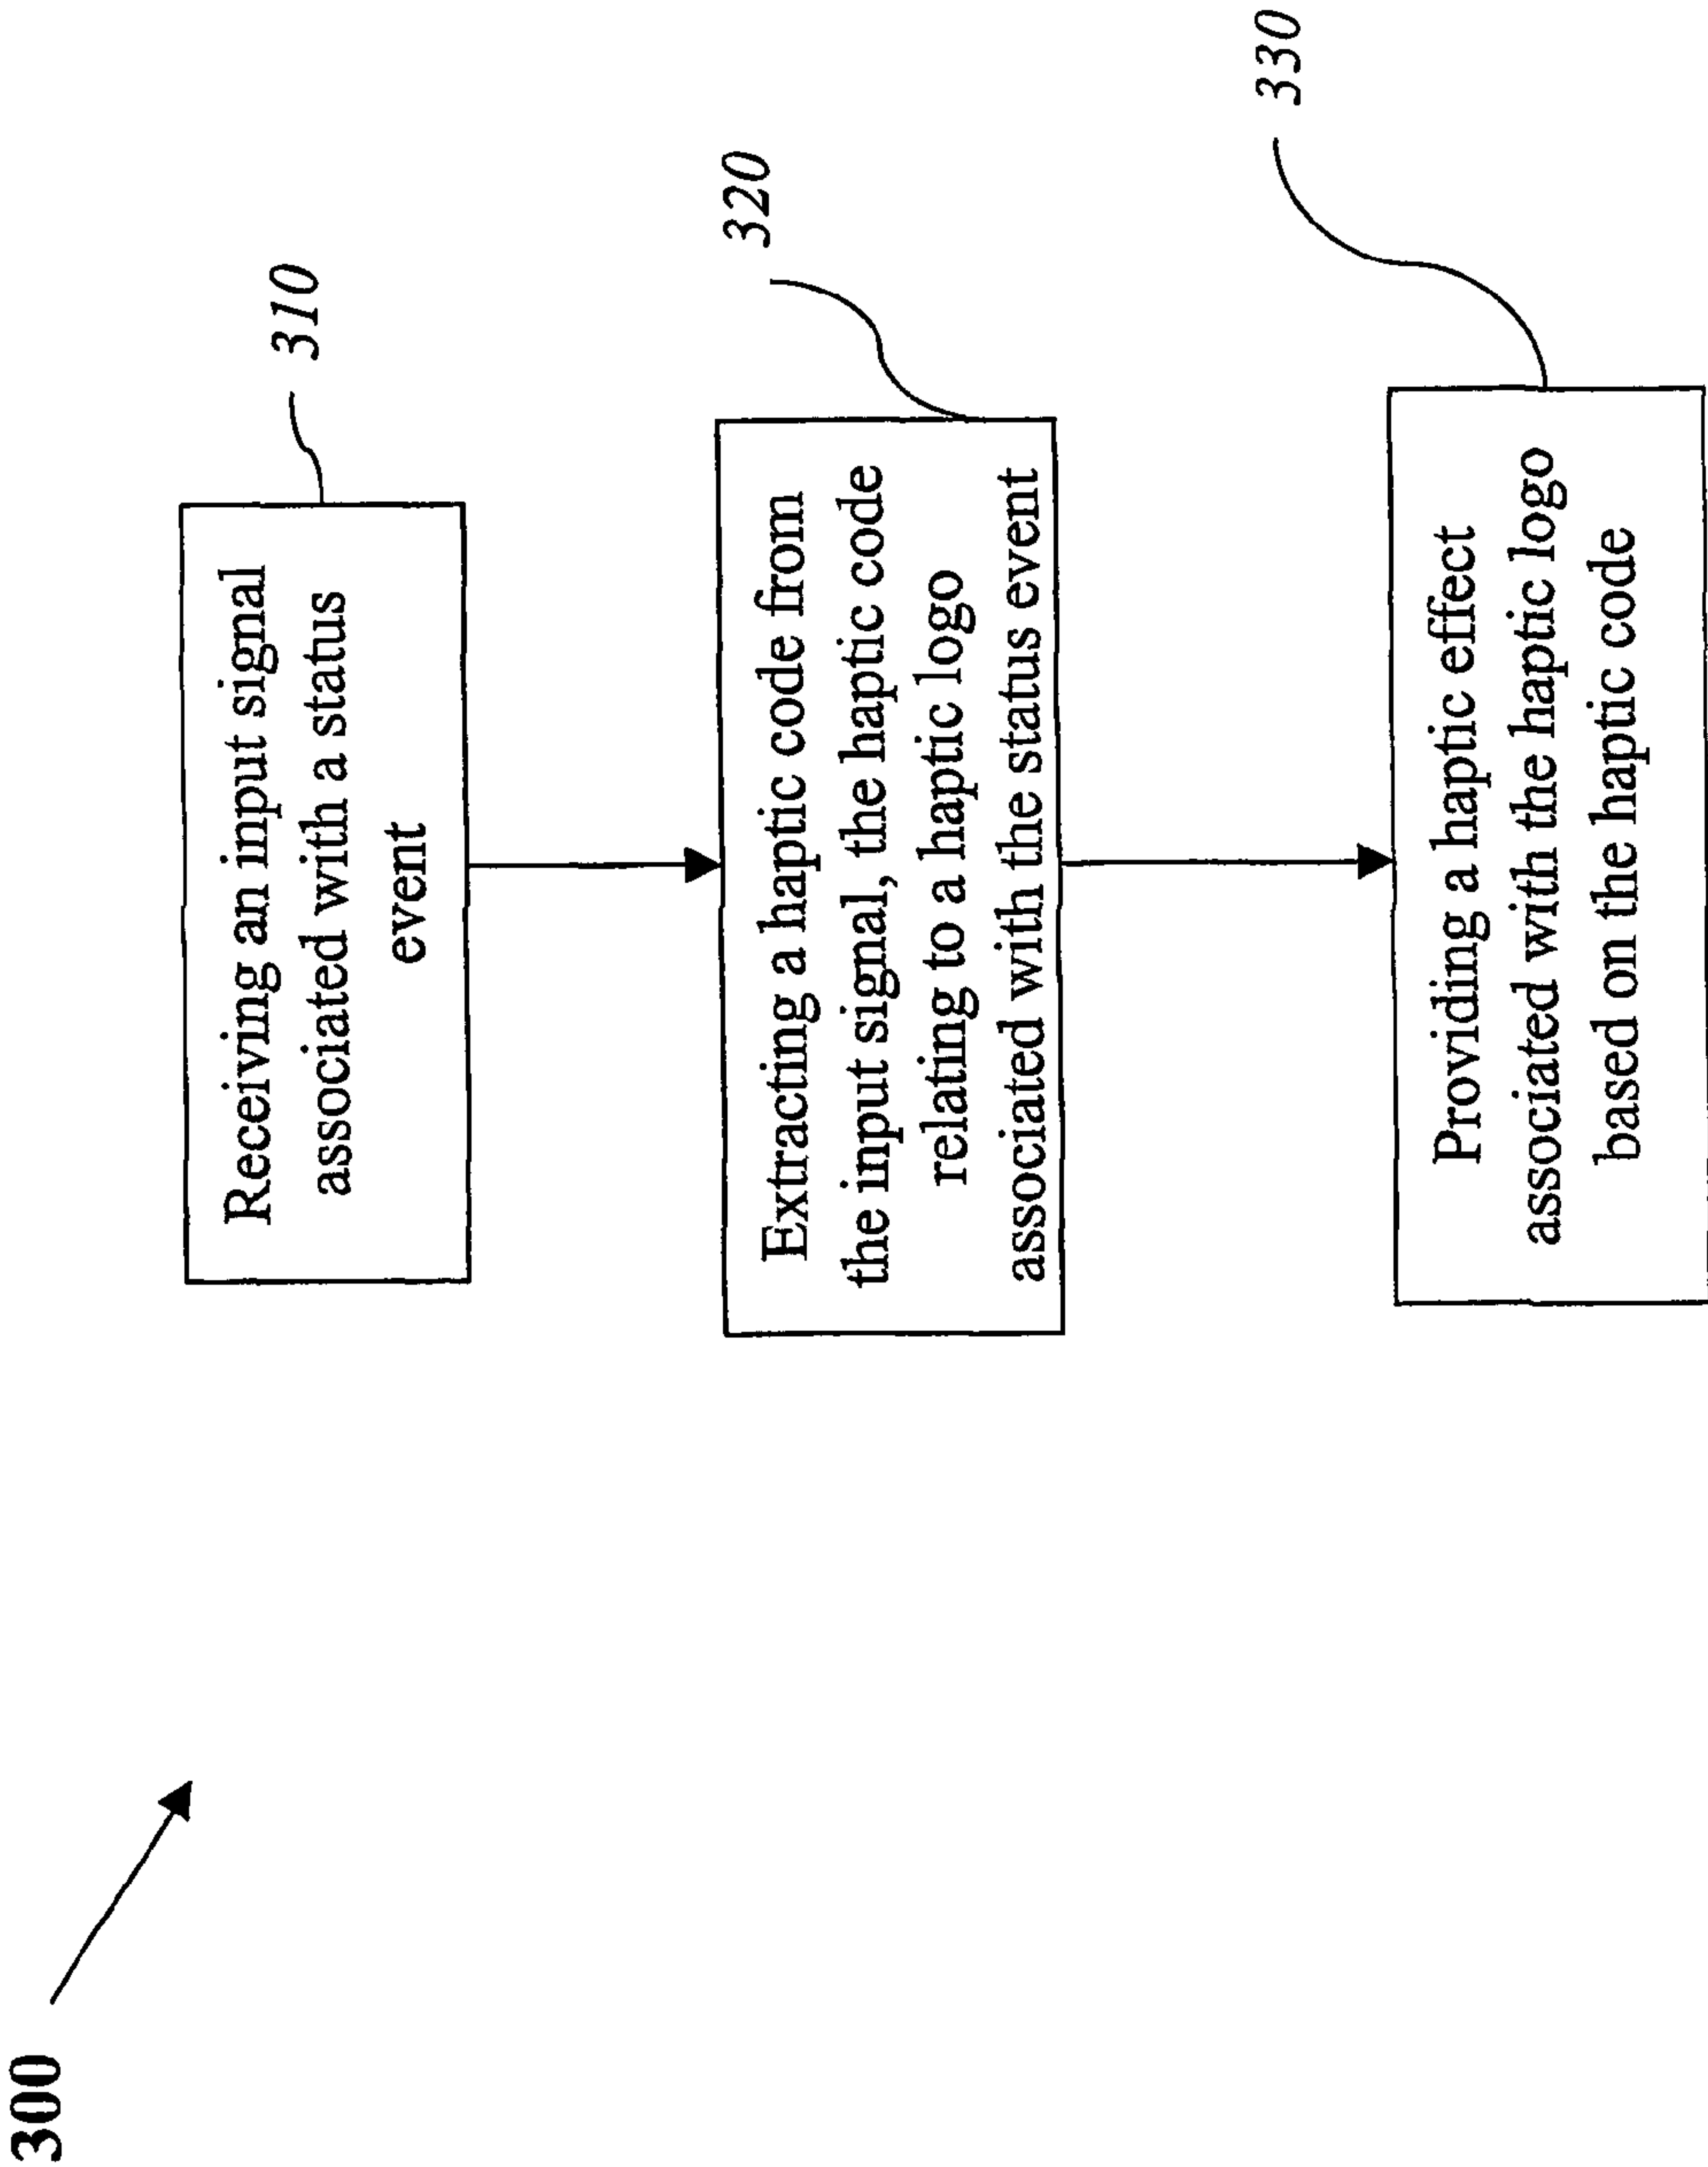 300
Receiving an input signal
associated with a status
event
310
Extracting a haptic code from
the input signal, the haptic code
relating to a haptic logo
associated with the status event
320
Providing a haptic effect
associated with the haptic logo
based on the haptic code
330